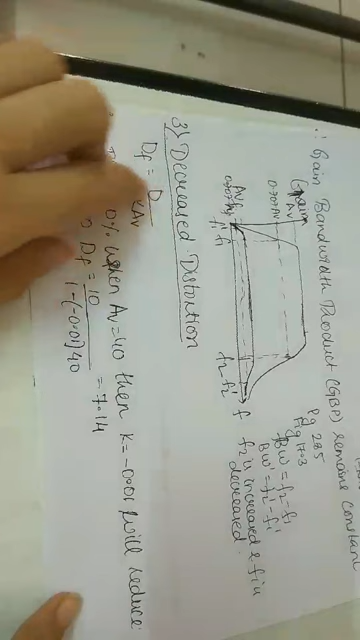 ∴ Gain Bandwidth Product (GBP) remains constant
Pg 285
Fig 17.3
Gain
Av
0.707Av
Avf
0.707Avf
f1' f1
f2 f2'
f
BW = f2 - f1
BW' = f2' - f1'
f2 is increased & f1 is
decreased.
3) Decreased Distortion
Df = D
KAv
0% when Av = 40 then K = -0.01 will reduce
Df = 10 = 7.14
1-(-0.01)40